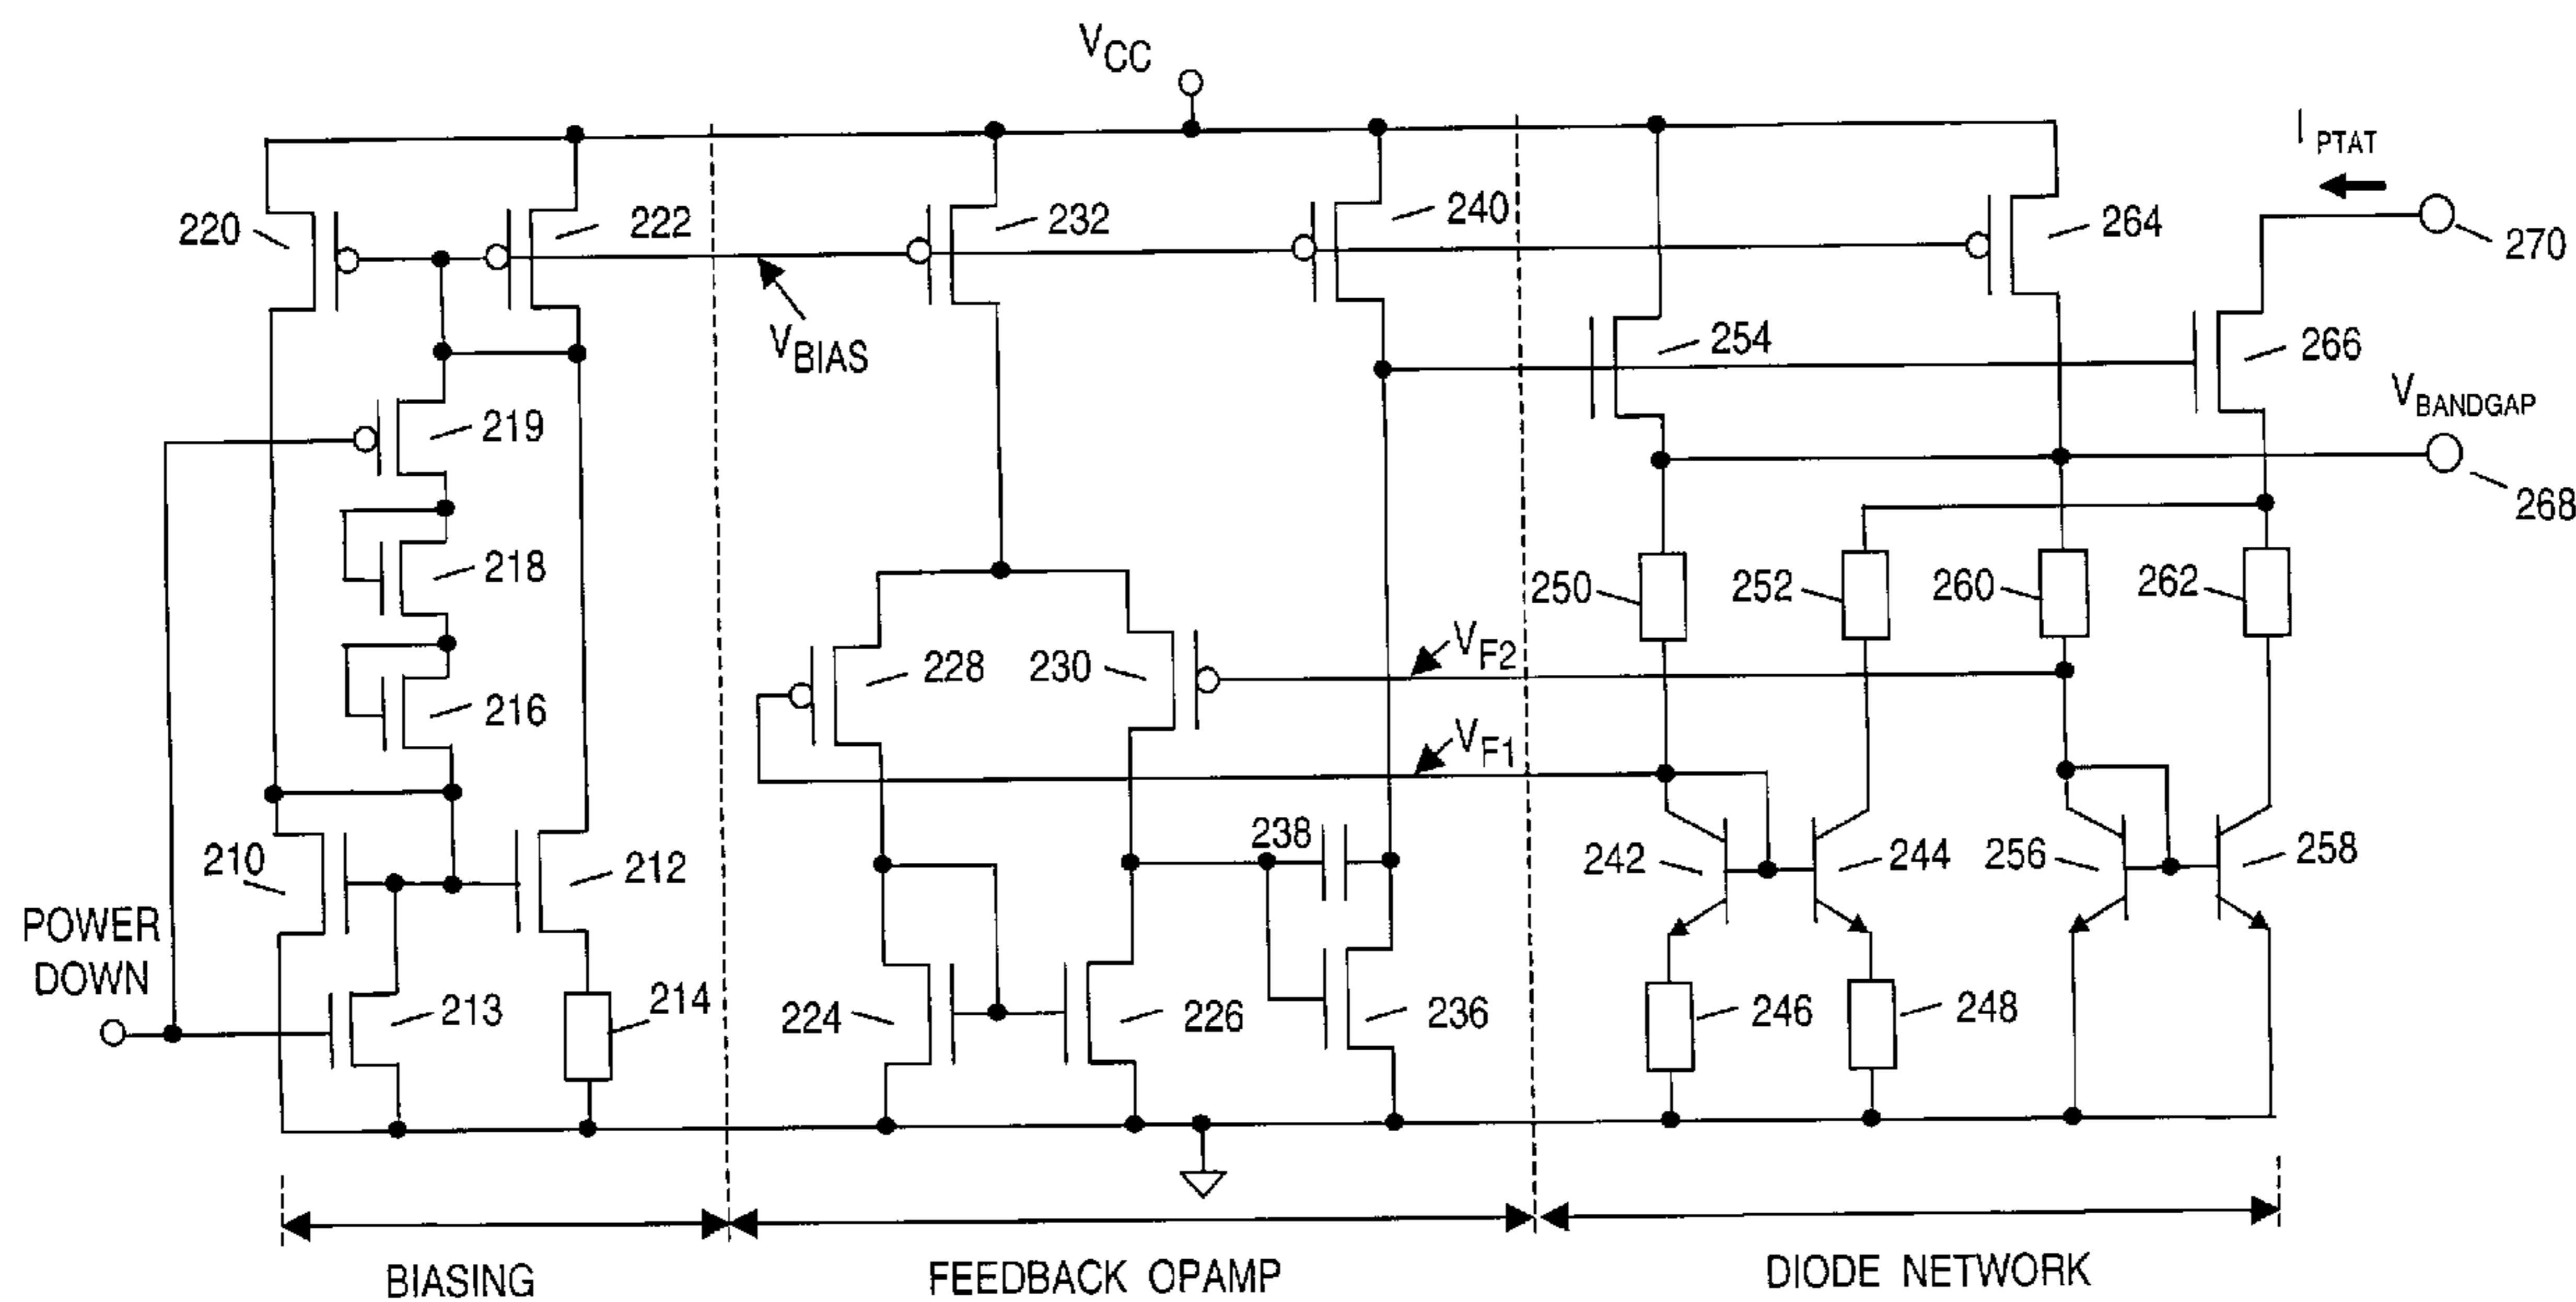 VCC
IPTAT
220
222
232
240
264
270
VBIAS
254
266
VBANDGAP
219
268
218
250
252
260
262
VF2
228
230
216
VF1
238
210
212
242
244
256
258
POWER
DOWN
213
214
224
226
236
246
248
BIASING
FEEDBACK OPAMP
DIODE NETWORK